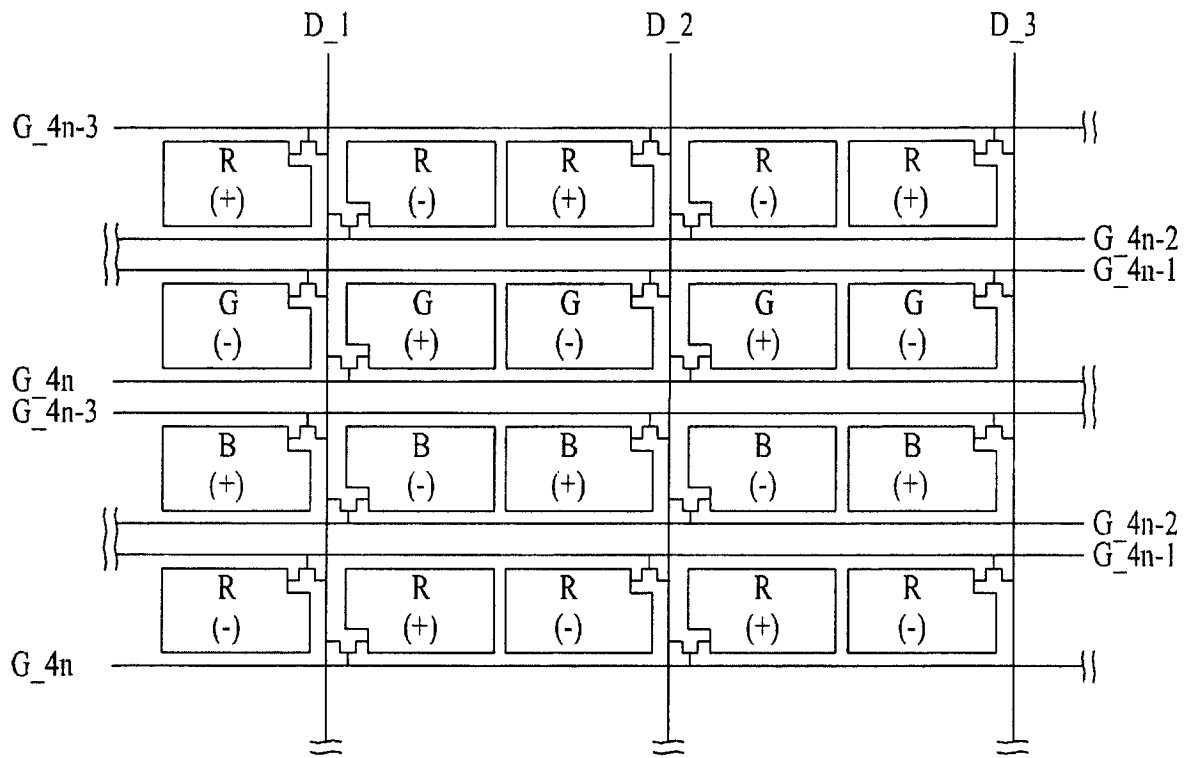 D_1 D_2 D_3
G_4n-3
R R R R R
(+) (-) (+) (-) (+)
G_4n-2
G_4n-1
G G G G G
(-) (+) (-) (+) (-)
G_4n
G_4n-3
B B B B B
(+) (-) (+) (-) (+)
G_4n-2
G_4n-1
R R R R R
(-) (+) (-) (+) (-)
G_4n